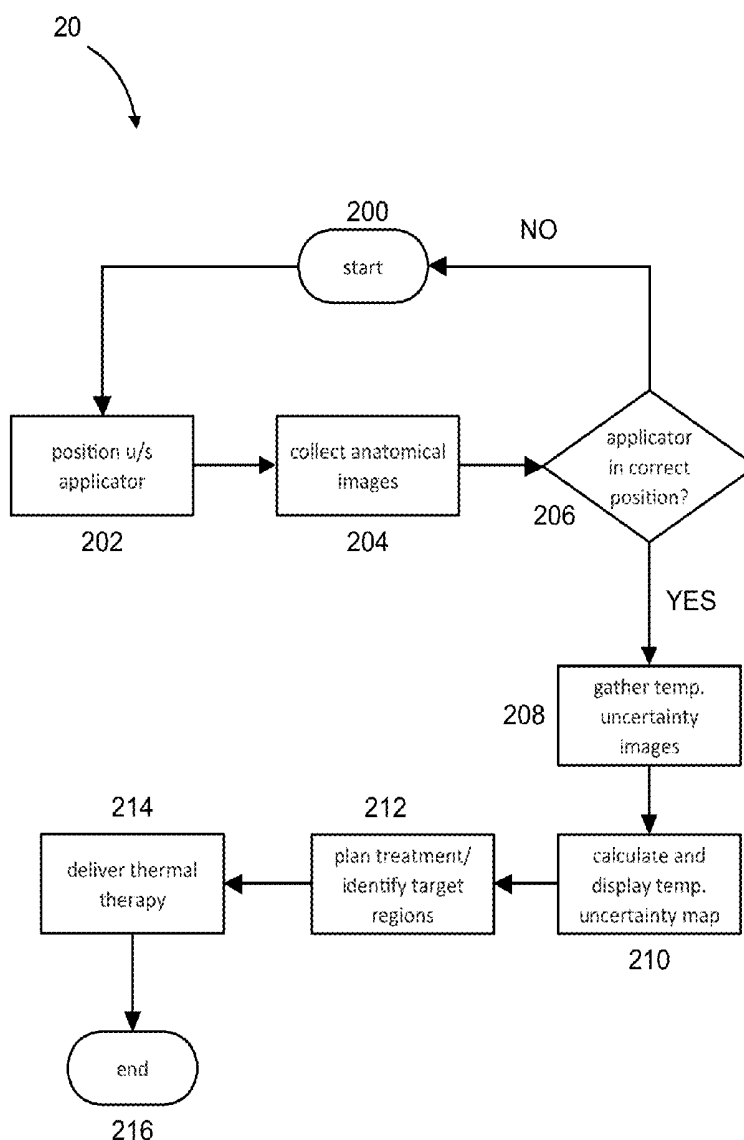 20
200
start
NO
position u/s
applicator
202
collect anatomical
images
204
applicator
in correct
position?
206
YES
208
gather temp.
uncertainty
images
calculate and
display temp.
uncertainty map
210
212
plan treatment/
identify target
regions
214
deliver thermal
therapy
end
216